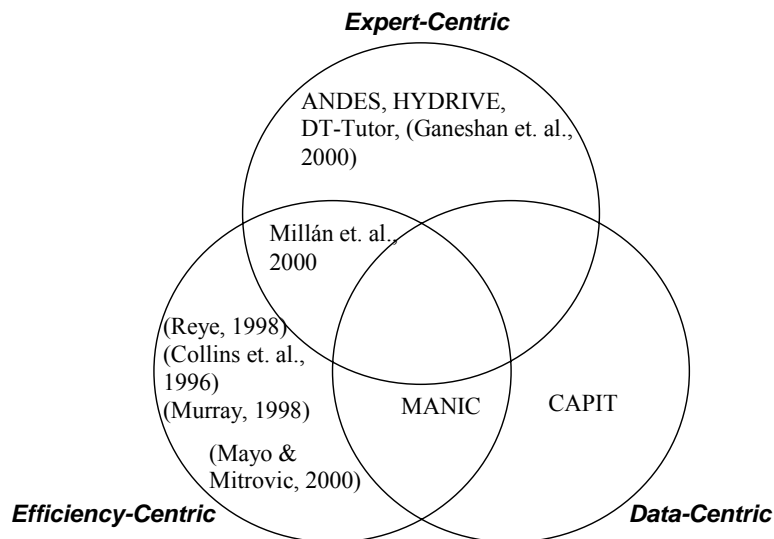 Expert-Centric
ANDES, HYDRIVE,
DT-Tutor, (Ganeshan et. al.,
2000)
Millán et. al.,
2000
(Reye, 1998)
(Collins et. al.,
1996)
(Murray, 1998)
MANIC
CAPIT
(Mayo &
Mitrovic, 2000)
Efficiency-Centric
Data-Centric